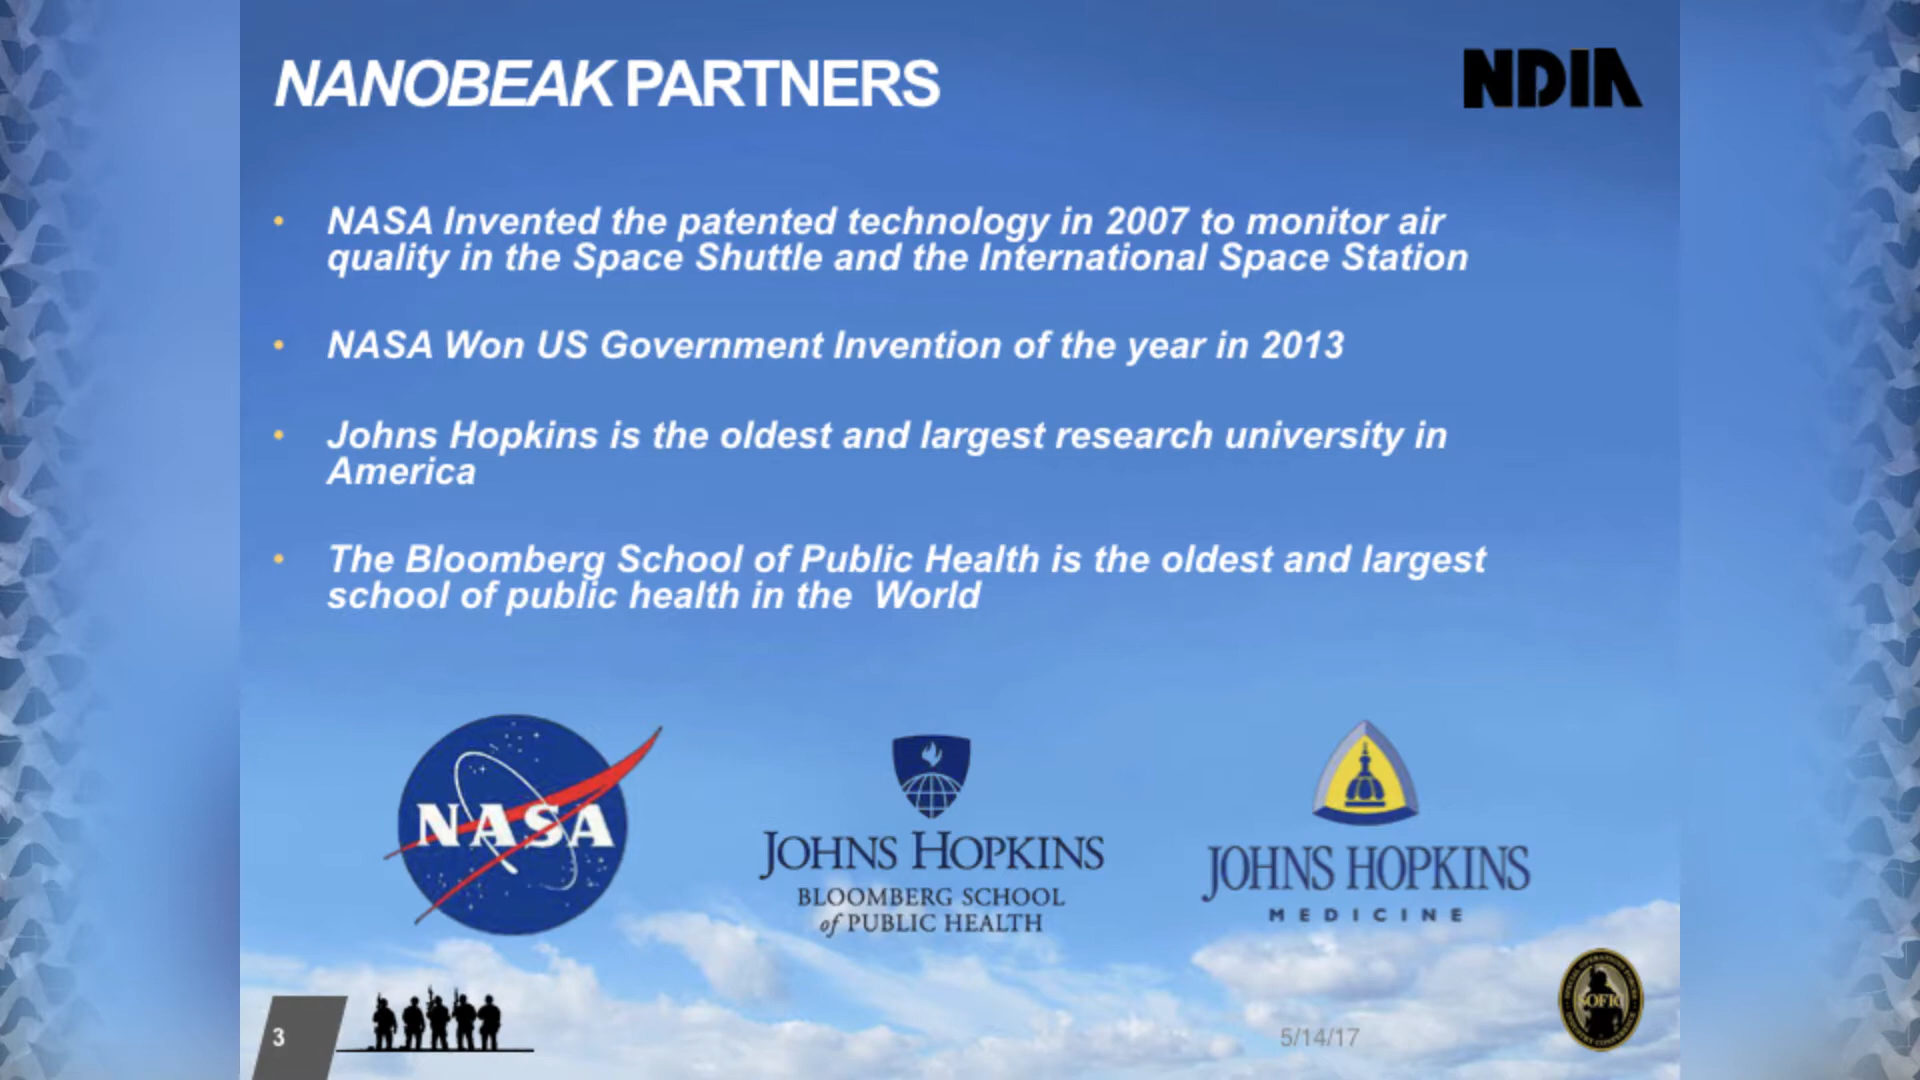 NANOBEAK PARTNERS
NDIA
• NASA Invented the patented technology in 2007 to monitor air
quality in the Space Shuttle and the International Space Station
• NASA Won US Government Invention of the year in 2013
• Johns Hopkins is the oldest and largest research university in
America
• The Bloomberg School of Public Health is the oldest and largest
school of public health in the  World
NASA
JOHNS HOPKINS
BLOOMBERG SCHOOL
of PUBLIC HEALTH
JOHNS HOPKINS
MEDICINE
3
5/14/17
SOFIC